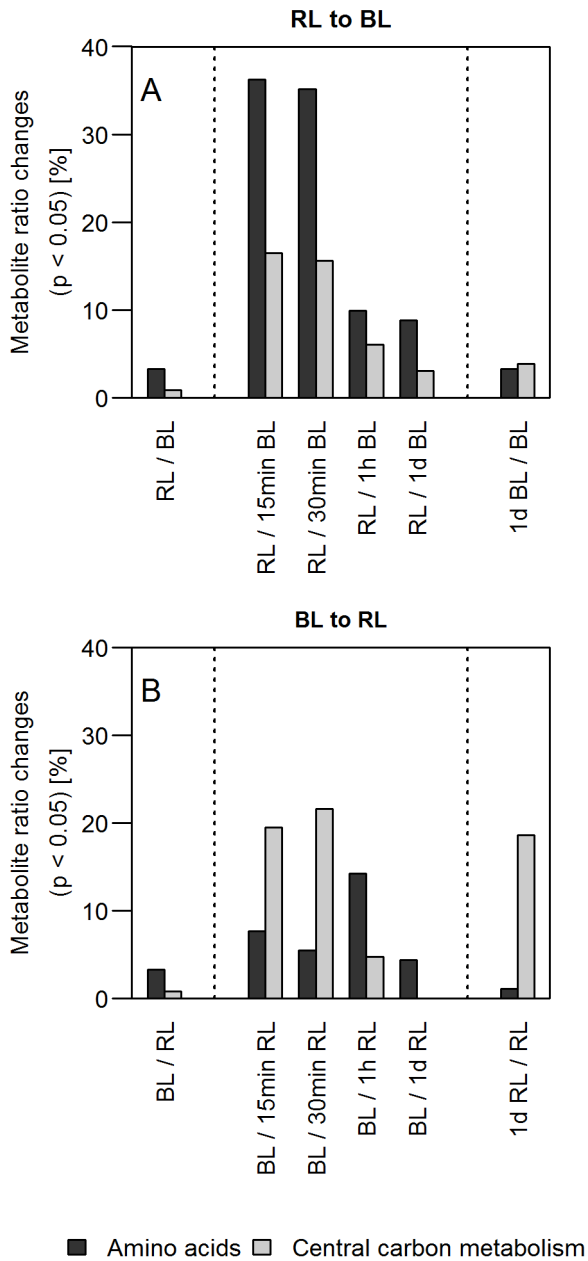 RL to BL
A
Metabolite ratio changes
(p < 0.05) [%]
40
30
20
10
0
RL / BL
RL / 15min BL
RL / 30min BL
RL / 1h BL
RL / 1d BL
1d BL / BL
BL to RL
B
Metabolite ratio changes
(p < 0.05) [%]
40
30
20
10
0
BL / RL
BL / 15min RL
BL / 30min RL
BL / 1h RL
BL / 1d RL
1d RL / RL
Amino acids Central carbon metabolism